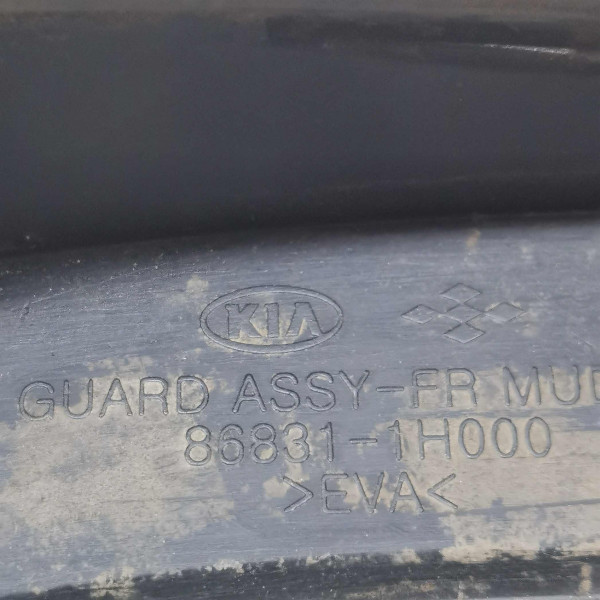 KIA
GUARD ASSY-FR
86831-1H000
>EVA<